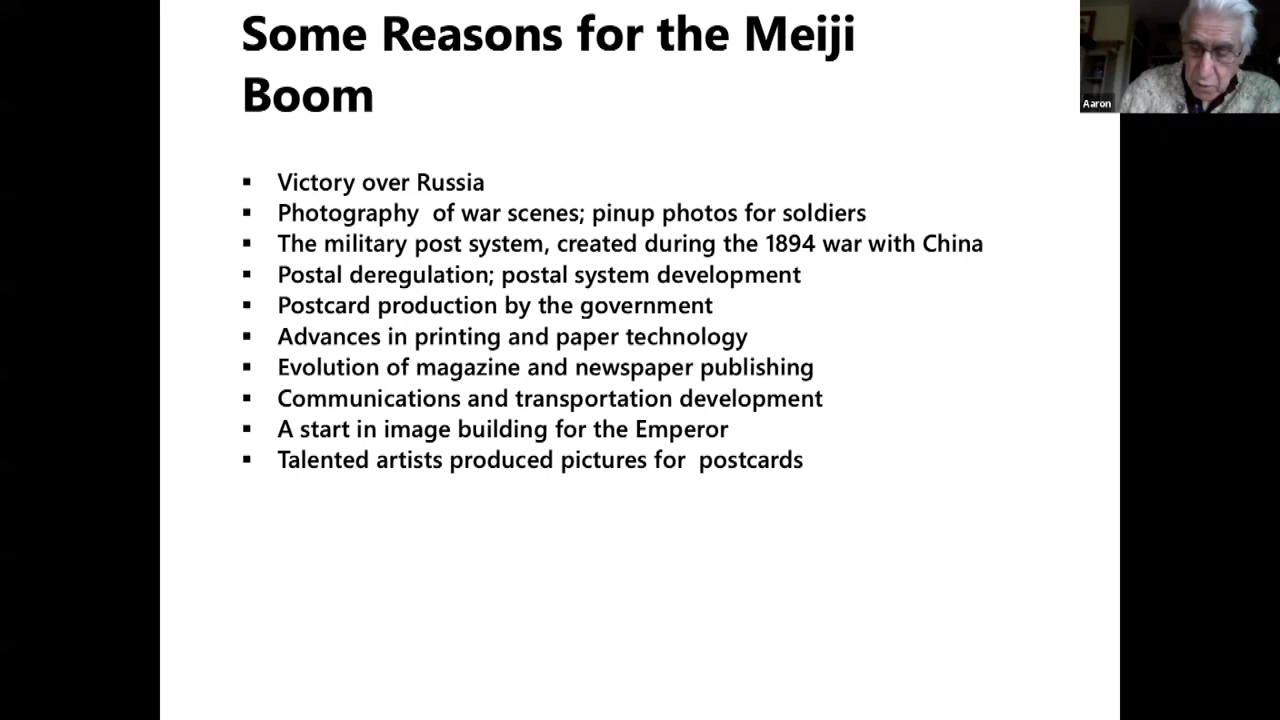 Some Reasons for the Meiji
Boom
Aaron
▪ Victory over Russia
▪ Photography  of war scenes; pinup photos for soldiers
▪ The military post system, created during the 1894 war with China
▪ Postal deregulation; postal system development
▪ Postcard production by the government
▪ Advances in printing and paper technology
▪ Evolution of magazine and newspaper publishing
▪ Communications and transportation development
▪ A start in image building for the Emperor
▪ Talented artists produced pictures for  postcards